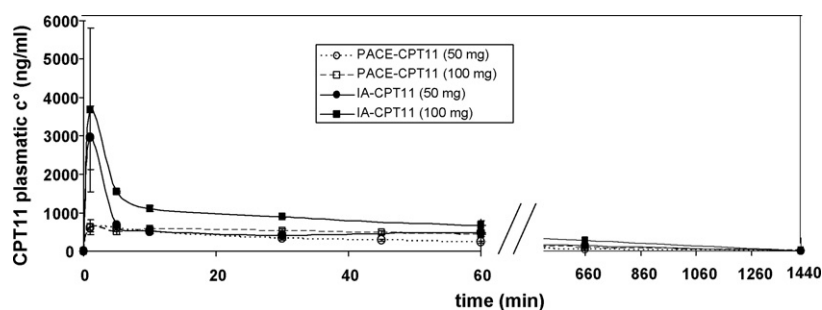 6000
5000
4000
3000
2000
1000
0
CPT11 plasmatic c° (ng/ml)
PACE-CPT11 (50 mg)
PACE-CPT11 (100 mg)
IA-CPT11 (50 mg)
IA-CPT11 (100 mg)
0 20 40 60 660 860 1060 1260 1440
time (min)